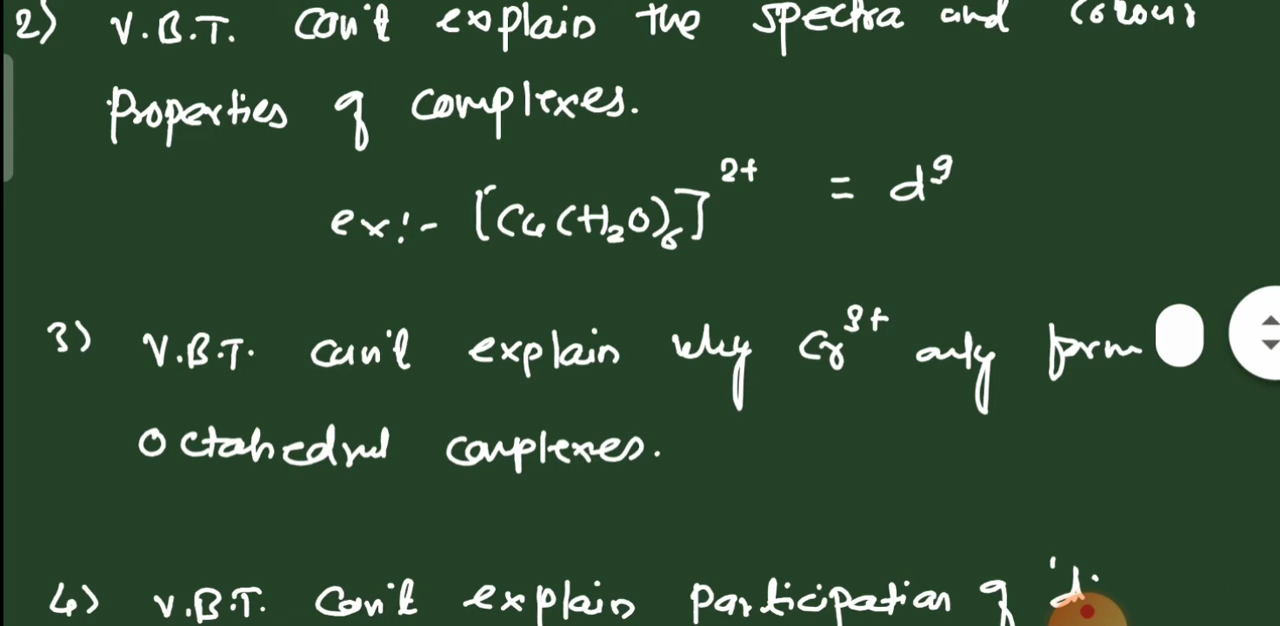 2) V.B.T. can't explain the spectra and colour
properties of complexes.
ex:- [Cu(H₂O)₆]²⁺ = d⁹
3) V.B.T. can't explain why Cr³⁺ only form
octahedral complexes.
4) V.B.T. can't explain participation of 'd'